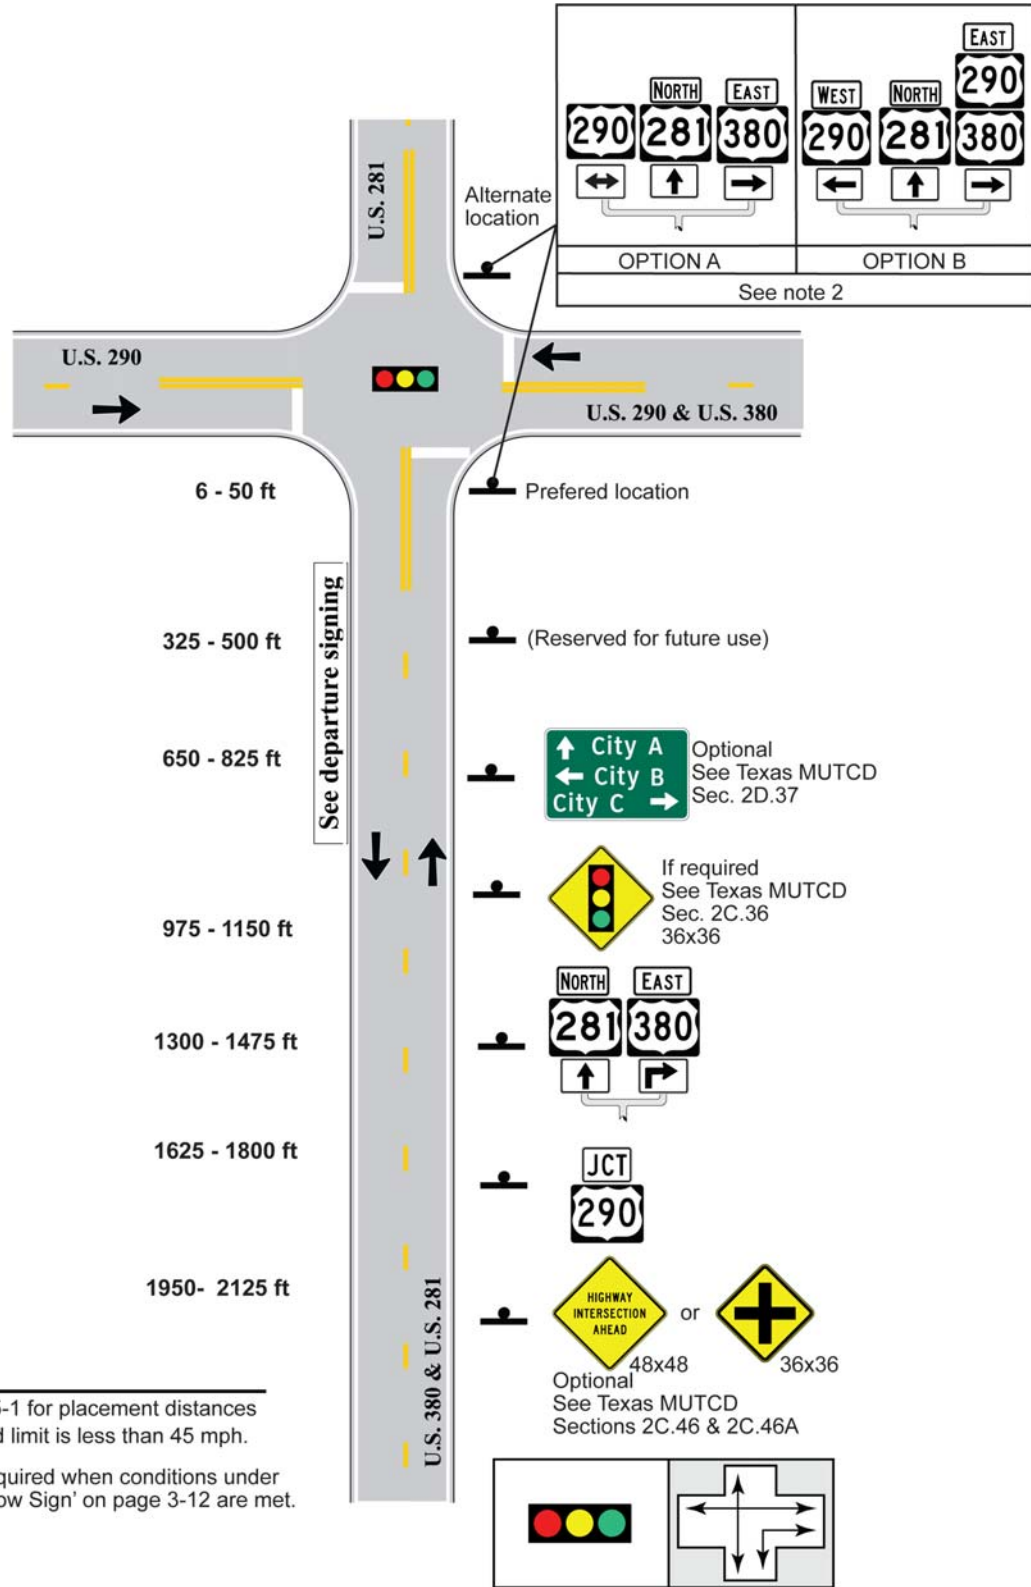 EAST
290
NORTH
EAST
WEST
NORTH
290
281
380
290
281
380
OPTION A
OPTION B
See note 2
Alternate
location
U.S. 281
U.S. 290
U.S. 290 & U.S. 380
6 - 50 ft
Prefered location
See departure signing
325 - 500 ft
(Reserved for future use)
650 - 825 ft
City A
City B
City C
Optional
See Texas MUTCD
Sec. 2D.37
If required
See Texas MUTCD
Sec. 2C.36
36x36
975 - 1150 ft
NORTH
EAST
281
380
1300 - 1475 ft
1625 - 1800 ft
JCT
290
1950- 2125 ft
HIGHWAY
INTERSECTION
AHEAD
or
48x48
36x36
Optional
See Texas MUTCD
Sections 2C.46 & 2C.46A
U.S. 380 & U.S. 281
5-1 for placement distances
d limit is less than 45 mph.
quired when conditions under
ow Sign’ on page 3-12 are met.